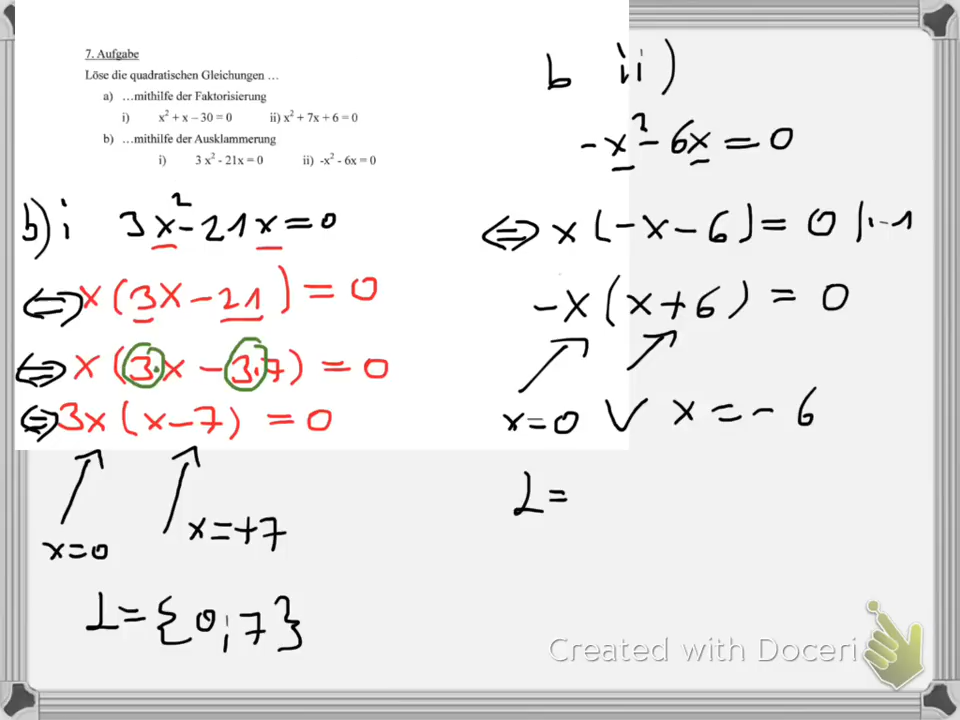 7. Aufgabe
Löse die quadratischen Gleichungen …
a) …mithilfe der Faktorisierung
i) x² + x – 30 = 0 ii) x² + 7x + 6 = 0
b) …mithilfe der Ausklammerung
i) 3 x² - 21x = 0 ii) -x² - 6x = 0
b) i 3x² - 21x = 0
⇔ x (3x - 21) = 0
⇔ x (3·x - 3·7) = 0
⇔ 3x (x - 7) = 0
x=0 x=+7
L = {0; 7}
b ii)
-x² - 6x = 0
⇔ x (-x - 6) = 0 |·-1
-x (x + 6) = 0
x=0 ∨ x = - 6
L =
Created with Doceri